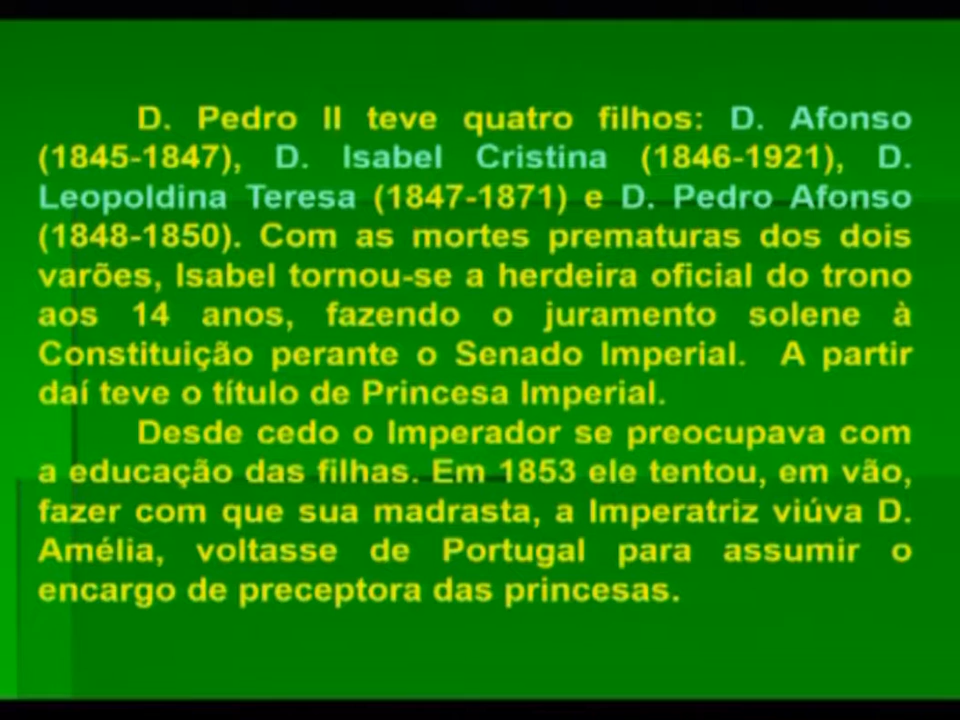 D. Pedro II teve quatro filhos: D. Afonso
(1845-1847), D. Isabel Cristina (1846-1921), D.
Leopoldina Teresa (1847-1871) e D. Pedro Afonso
(1848-1850). Com as mortes prematuras dos dois
varões, Isabel tornou-se a herdeira oficial do trono
aos 14 anos, fazendo o juramento solene à
Constituição perante o Senado Imperial. A partir
daí teve o título de Princesa Imperial.
Desde cedo o Imperador se preocupava com
a educação das filhas. Em 1853 ele tentou, em vão,
fazer com que sua madrasta, a Imperatriz viúva D.
Amélia, voltasse de Portugal para assumir o
encargo de preceptora das princesas.